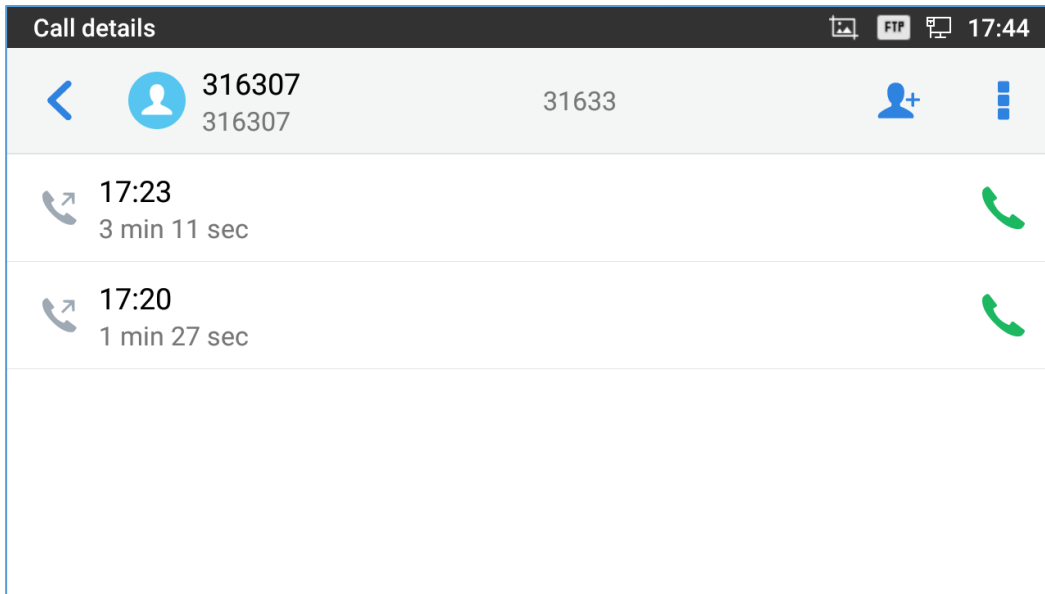 Call details
FTP
17:44
316307
316307
31633
17:23
3 min 11 sec
17:20
1 min 27 sec